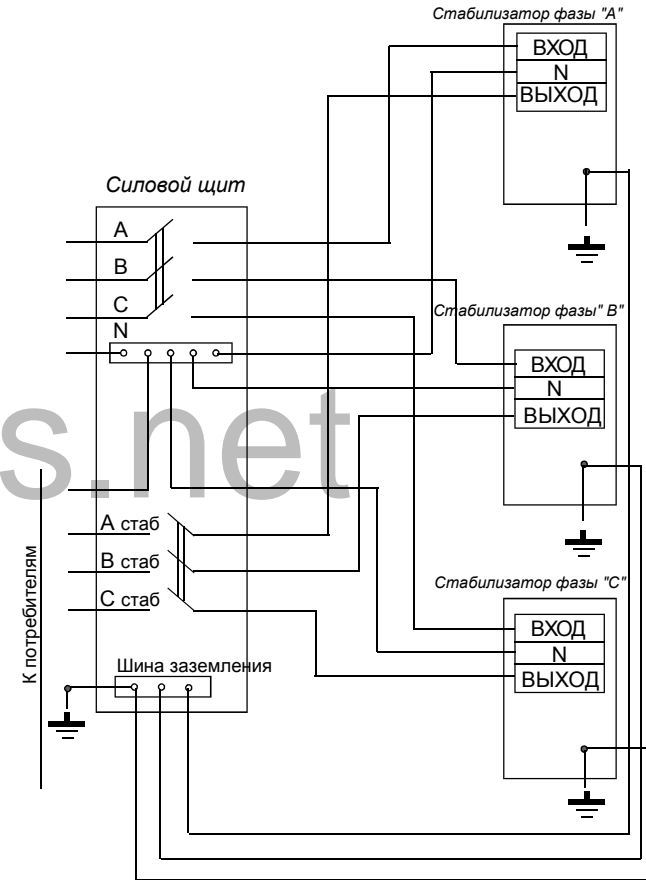 Стабилизатор фазы "А"
ВХОД
N
ВЫХОД
Силовой щит
A
B
C
N
Стабилизатор фазы" В"
ВХОД
N
ВЫХОД
s.net
А стаб
В стаб
С стаб
К потребителям
Стабилизатор фазы "С"
ВХОД
N
ВЫХОД
Шина заземления